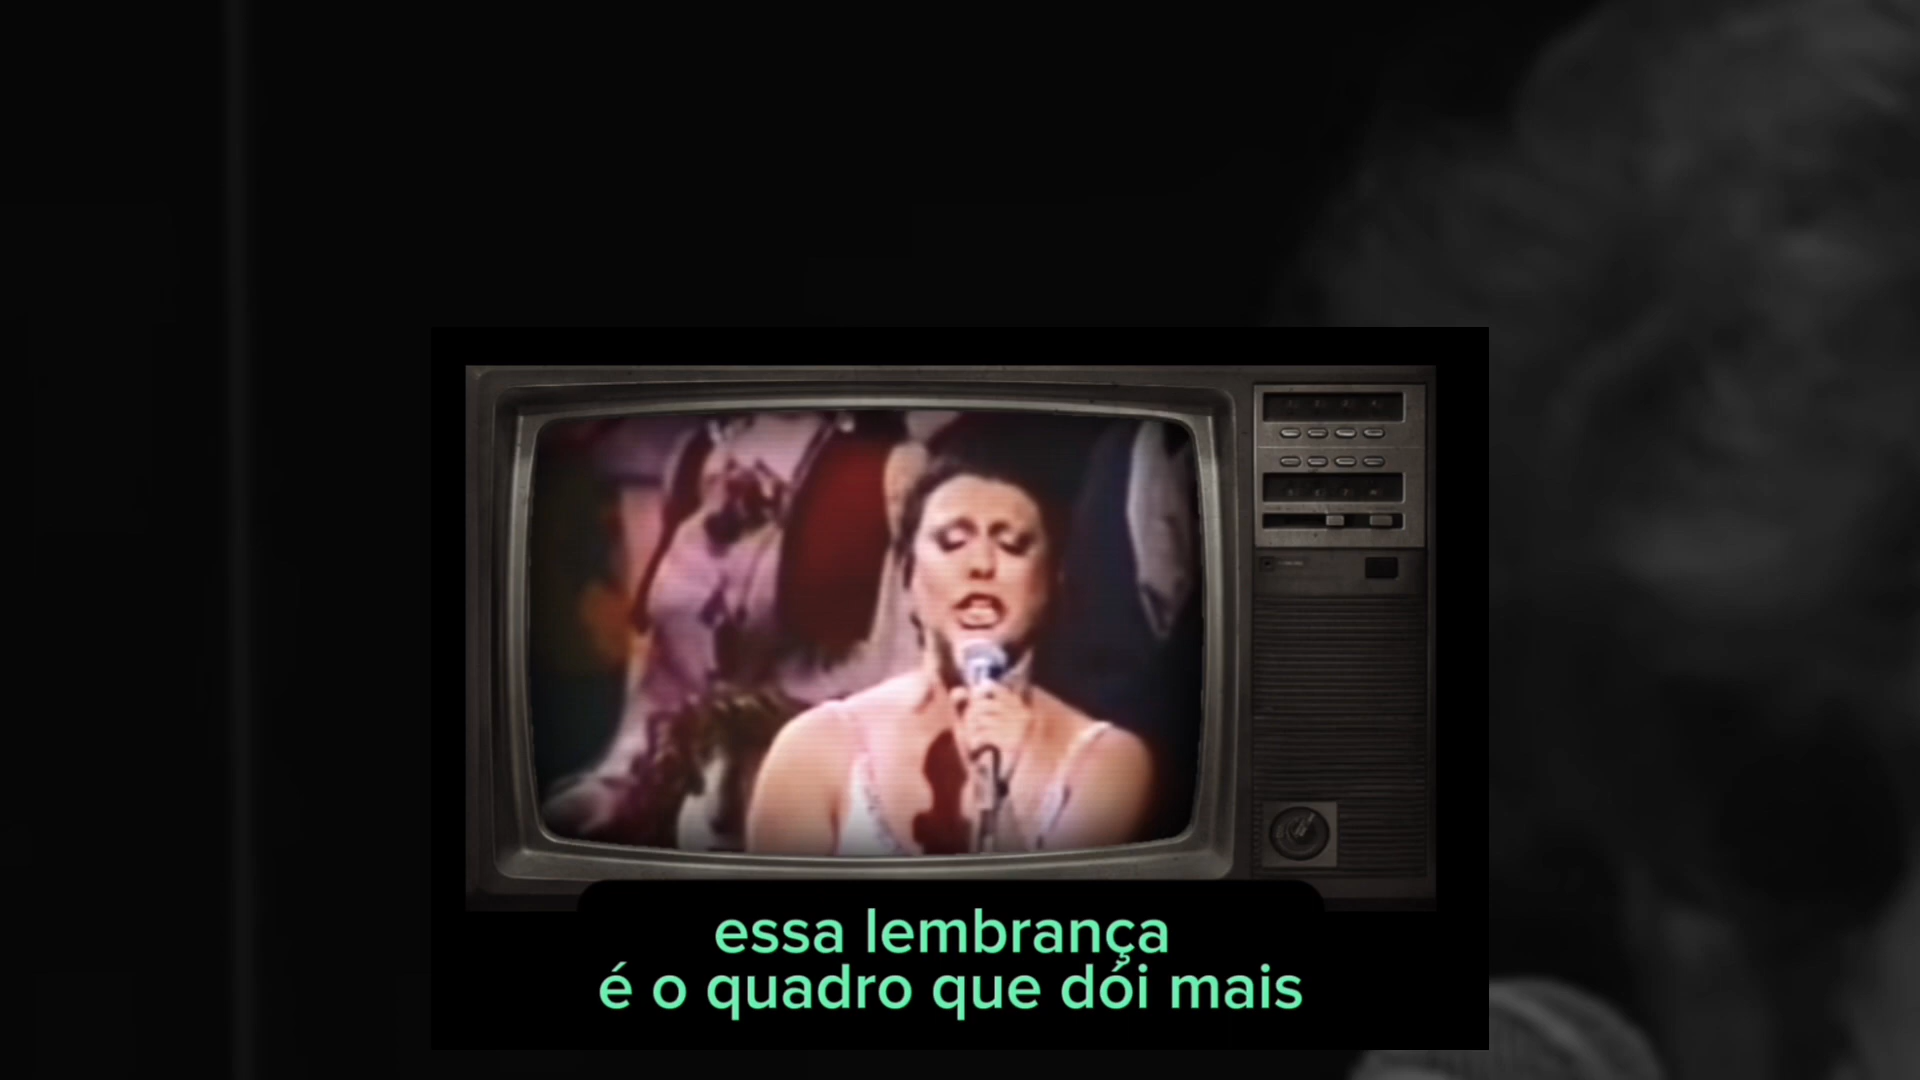 essa lembrança
é o quadro que dói mais